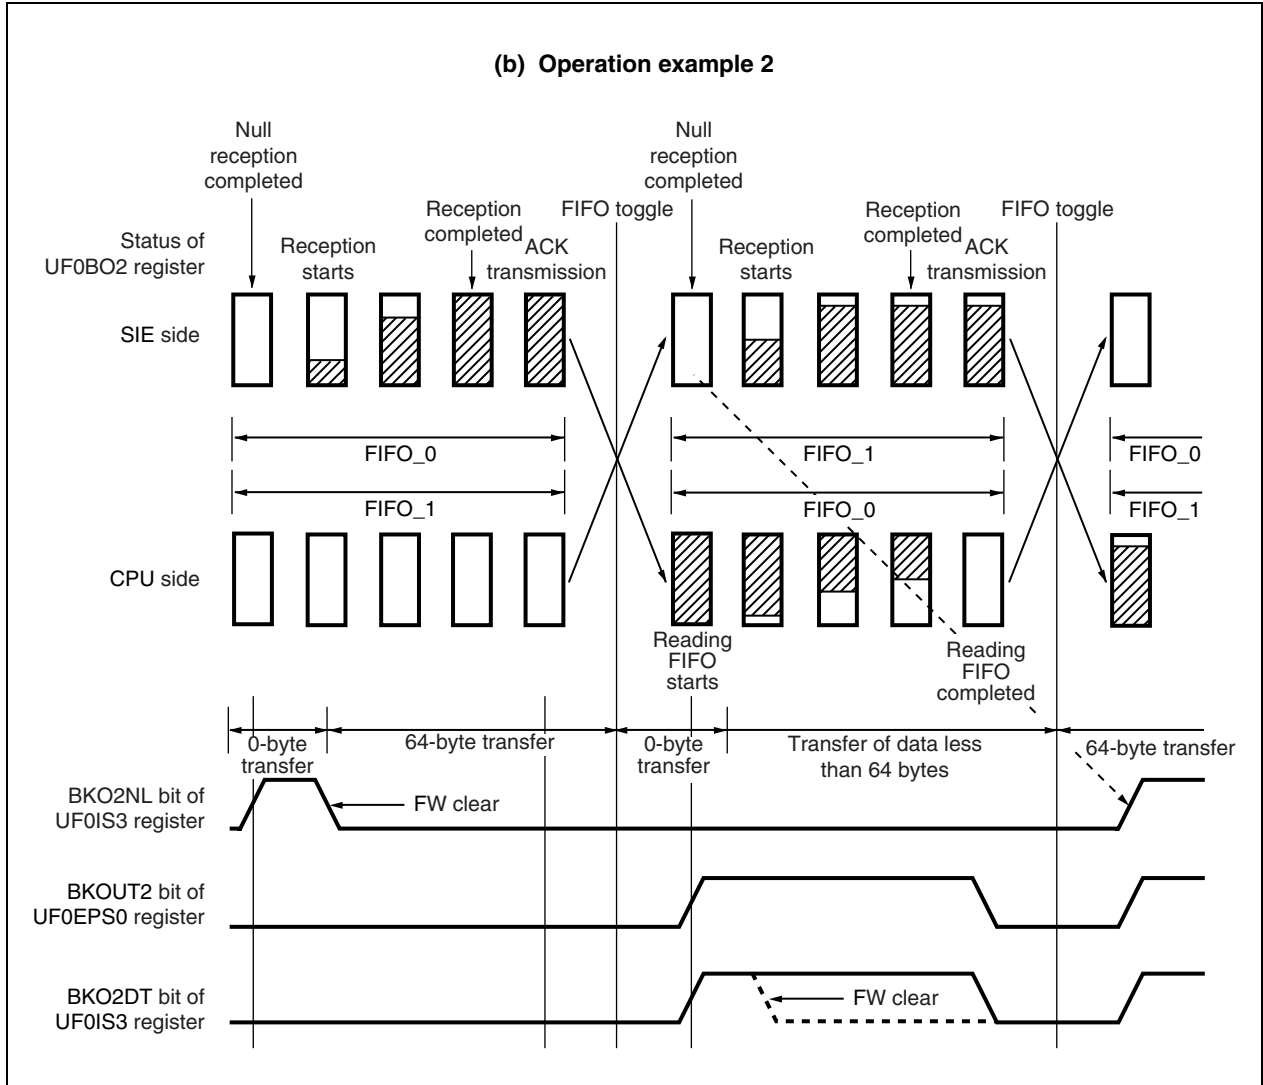 (b) Operation example 2
Null
reception
completed
Null
reception
completed
Reception
completed
FIFO toggle
Reception
completed
FIFO toggle
Status of
UF0BO2 register
Reception
starts
ACK
transmission
Reception
starts
ACK
transmission
SIE side
FIFO_0
FIFO_1
FIFO_0
FIFO_1
FIFO_0
FIFO_1
CPU side
Reading
FIFO
starts
Reading
FIFO
completed
0-byte
transfer
64-byte transfer
0-byte
transfer
Transfer of data less
than 64 bytes
64-byte transfer
BKO2NL bit of
UF0IS3 register
FW clear
BKOUT2 bit of
UF0EPS0 register
BKO2DT bit of
UF0IS3 register
FW clear